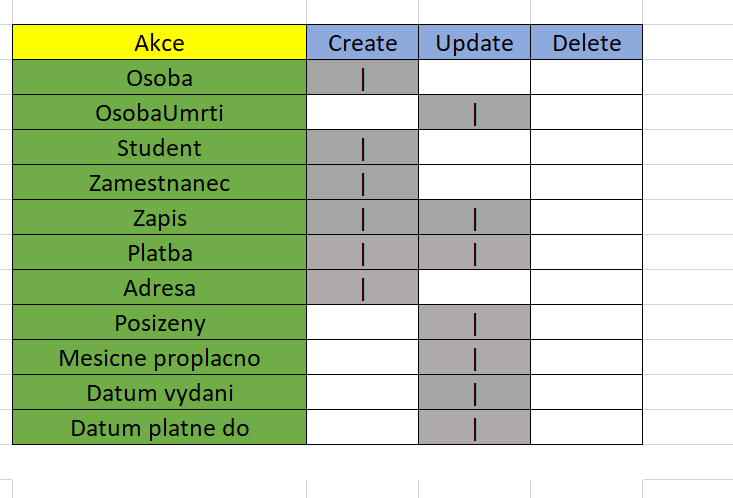 Akce Create Update Delete
Osoba |
OsobaUmrti |
Student |
Zamestnanec |
Zapis | |
Platba | |
Adresa |
Posizeny |
Mesicne proplacno |
Datum vydani |
Datum platne do |